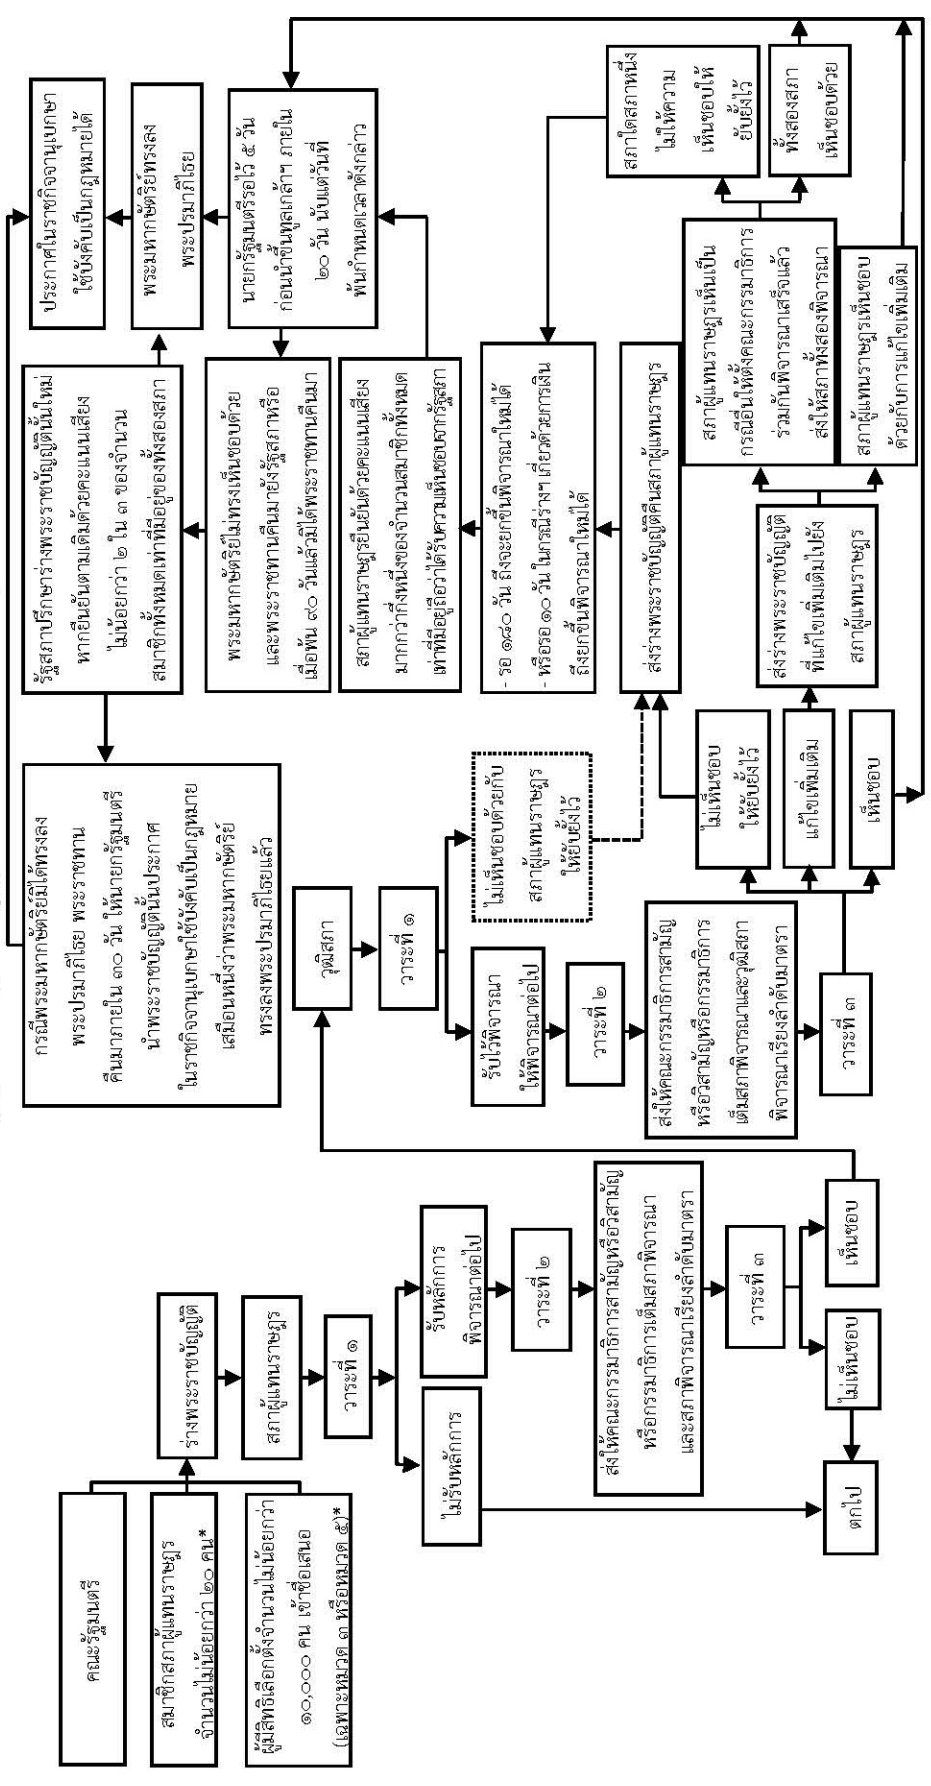 คณะรัฐมนตรี
สมาชิกสภาผู้แทนราษฎร
จำนวนไม่น้อยกว่า ๒๐ คน*
ผู้มีสิทธิเลือกตั้งจำนวนไม่น้อยกว่า
๑๐,๐๐๐ คน เข้าชื่อเสนอ
(เฉพาะหมวด ๓ หรือหมวด ๕)*
ร่างพระราชบัญญัติ
สภาผู้แทนราษฎร
วาระที่ ๑
ไม่รับหลักการ
รับหลักการ
พิจารณาต่อไป
วาระที่ ๒
ส่งให้คณะกรรมาธิการสามัญหรือวิสามัญ
หรือกรรมาธิการเต็มสภาพิจารณา
และสภาพิจารณาเรียงลำดับมาตรา
วาระที่ ๓
ไม่เห็นชอบ
เห็นชอบ
ตกไป
วุฒิสภา
วาระที่ ๑
รับไว้พิจารณา
ให้พิจารณาต่อไป
ไม่เห็นชอบด้วยกับ
สภาผู้แทนราษฎร
ให้ยับยั้งไว้
วาระที่ ๒
ส่งให้คณะกรรมาธิการสามัญ
หรือวิสามัญหรือกรรมาธิการ
เต็มสภาพิจารณาและวุฒิสภา
พิจารณาเรียงลำดับมาตรา
วาระที่ ๓
ไม่เห็นชอบ
ให้ยับยั้งไว้
แก้ไขเพิ่มเติม
เห็นชอบ
ส่งร่างพระราชบัญญัติคืนสภาผู้แทนราษฎร
- รอ ๑๘๐ วัน ถึงจะยกขึ้นพิจารณาใหม่ได้
- หรือรอ ๑๐ วัน ในกรณีร่างฯ เกี่ยวด้วยการเงิน
ถึงยกขึ้นพิจารณาใหม่ได้
สภาผู้แทนราษฎรยืนยันด้วยคะแนนเสียง
มากกว่ากึ่งหนึ่งของจำนวนสมาชิกทั้งหมด
เท่าที่มีอยู่ถือว่าได้รับความเห็นชอบจากรัฐสภา
ส่งร่างพระราชบัญญัติ
ที่แก้ไขเพิ่มเติมไปยัง
สภาผู้แทนราษฎร
สภาผู้แทนราษฎรเห็นเป็น
กรณีอื่นให้ตั้งคณะกรรมาธิการ
ร่วมกันพิจารณาเสร็จแล้ว
ส่งให้สภาทั้งสองพิจารณา
สภาผู้แทนราษฎรเห็นชอบ
ด้วยกับการแก้ไขเพิ่มเติม
สภาใดสภาหนึ่ง
ไม่ให้ความ
เห็นชอบให้
ยับยั้งไว้
ทั้งสองสภา
เห็นชอบด้วย
นายกรัฐมนตรีรอไว้ ๕ วัน
ก่อนนำขึ้นทูลเกล้าฯ ภายใน
๒๐ วัน นับแต่วันที่
พ้นกำหนดเวลาดังกล่าว
พระมหากษัตริย์ทรงลง
พระปรมาภิไธย
ประกาศในราชกิจจานุเบกษา
ใช้บังคับเป็นกฎหมายได้
พระมหากษัตริย์ไม่ทรงเห็นชอบด้วย
และพระราชทานคืนมายังรัฐสภาหรือ
เมื่อพ้น ๙๐ วันแล้วมิได้พระราชทานคืนมา
รัฐสภาปรึกษาร่างพระราชบัญญัตินั้นใหม่
หากยืนยันตามเดิมด้วยคะแนนเสียง
ไม่น้อยกว่า ๒ ใน ๓ ของจำนวน
สมาชิกทั้งหมดเท่าที่มีอยู่ของทั้งสองสภา
กรณีพระมหากษัตริย์มิได้ทรงลง
พระปรมาภิไธย พระราชทาน
คืนมาภายใน ๓๐ วัน ให้นายกรัฐมนตรี
นำพระราชบัญญัตินั้นประกาศ
ในราชกิจจานุเบกษาใช้บังคับเป็นกฎหมาย
เสมือนหนึ่งว่าพระมหากษัตริย์
ทรงลงพระปรมาภิไธยแล้ว